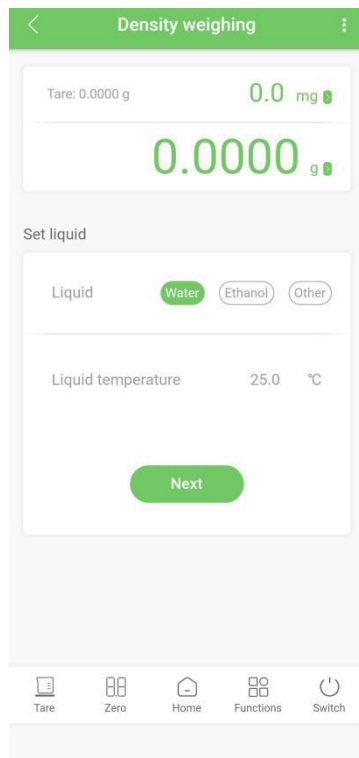 Density weighing
Tare: 0.0000 g
0.0 mg
0.0000 g
Set liquid
Liquid Water Ethanol Other
Liquid temperature 25.0 °C
Next
Tare Zero Home Functions Switch